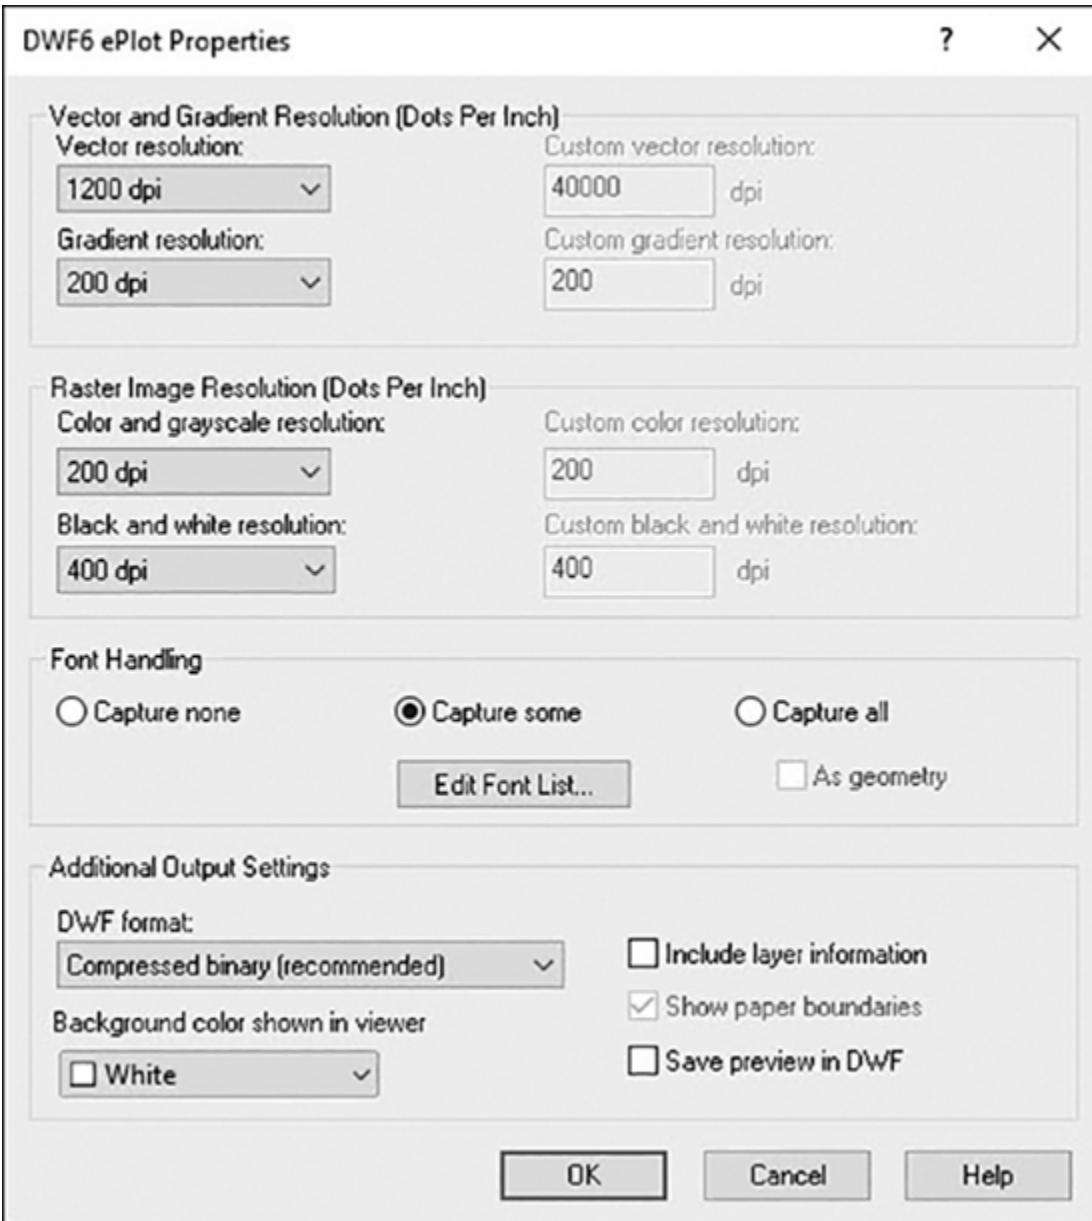 DWF6 ePlot Properties ?
Vector and Gradient Resolution (Dots Per Inch)
Vector resolution: Custom vector resolution:
1200 dpi 40000 dpi
Gradient resolution: Custom gradient resolution:
200 dpi 200 dpi
Raster Image Resolution (Dots Per Inch)
Color and grayscale resolution: Custom color resolution:
200 dpi 200 dpi
Black and white resolution: Custom black and white resolution:
400 dpi 400 dpi
Font Handling
Capture none Capture some Capture all
Edit Font List... As geometry
Additional Output Settings
DWF format:
Compressed binary (recommended) Include layer information
Show paper boundaries
Background color shown in viewer
White Save preview in DWF
OK Cancel Help